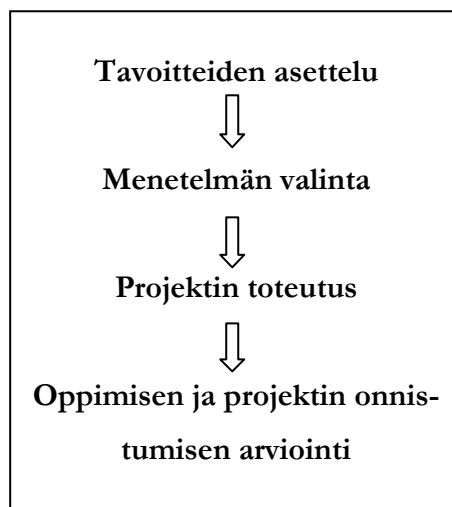 Tavoitteiden asettelu
Menetelmän valinta
Projektin toteutus
Oppimisen ja projektin onnis-
tumisen arviointi